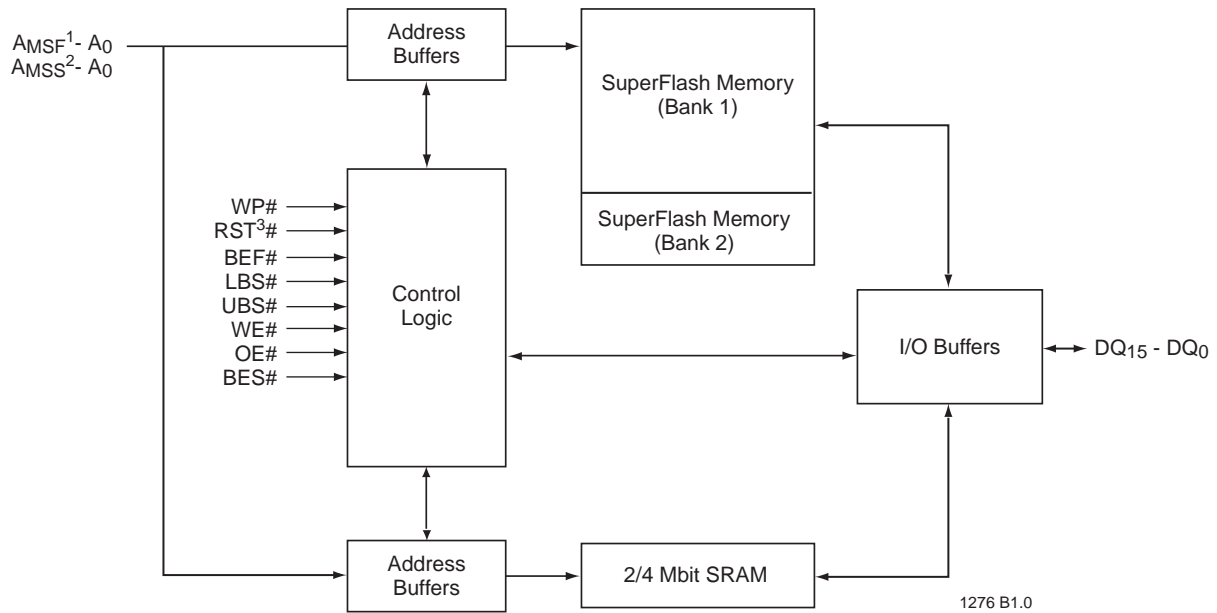 AMSF1- A0
AMSS2- A0
Address
Buffers
SuperFlash Memory
(Bank 1)
SuperFlash Memory
(Bank 2)
WP#
RST3#
BEF#
LBS#
UBS#
WE#
OE#
BES#
Control
Logic
I/O Buffers
DQ15 - DQ0
Address
Buffers
2/4 Mbit SRAM
1276 B1.0